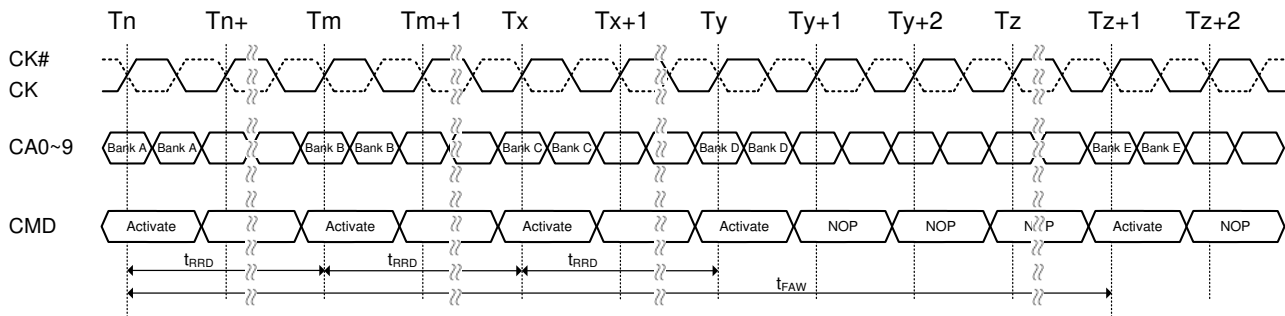 Tn Tn+ Tm Tm+1 Tx Tx+1 Ty Ty+1 Ty+2 Tz Tz+1 Tz+2
CK#
CK
CA0~9 Bank A Bank A Bank B Bank B Bank C Bank C Bank D Bank D Bank E Bank E
CMD Activate Activate Activate Activate NOP NOP NOP Activate NOP
tRRD tRRD tRRD
tFAW